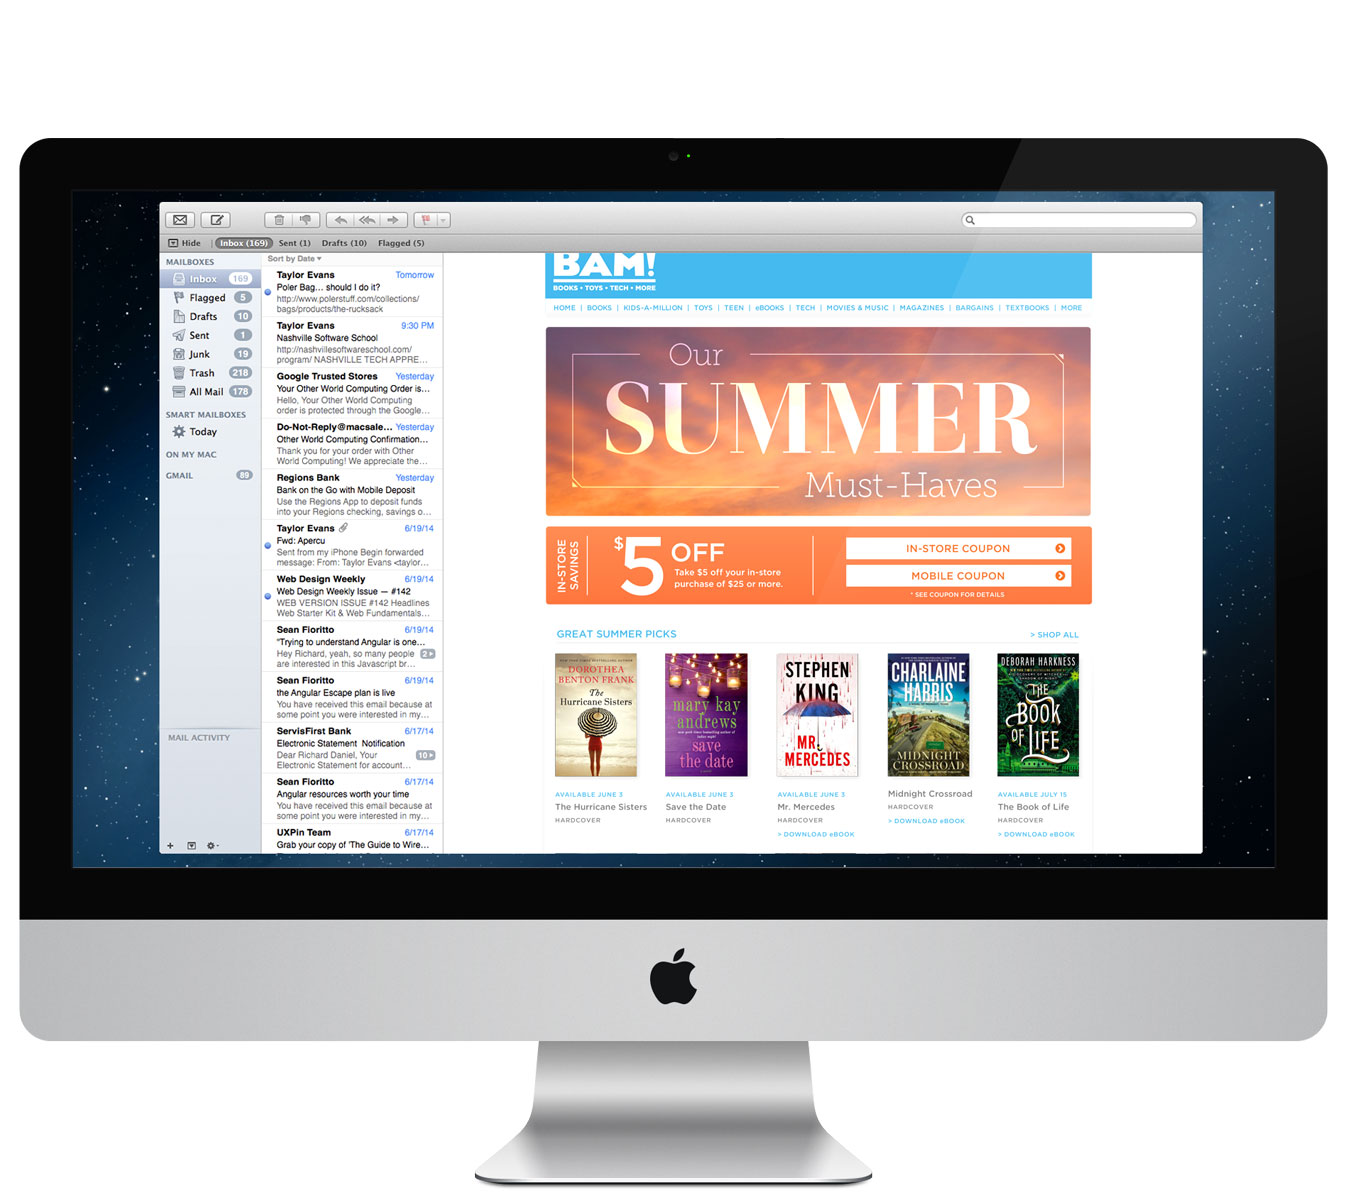 Hide
Inbox (169)
Sent (1)
Drafts (10)
Flagged (5)
MAILBOXES
Inbox 169
Flagged 5
Drafts 10
Sent 1
Junk 19
Trash 218
All Mail 178
SMART MAILBOXES
Today
ON MY MAC
GMAIL 89
MAIL ACTIVITY
Sort by Date
Taylor Evans Tomorrow
Poler Bag... should I do it?
http://www.polerstuff.com/collections/
bags/products/the-rucksack
Taylor Evans 9:30 PM
Nashville Software School
http://nashvillesoftwareschool.com/
program/ NASHVILLE TECH APPRE...
Google Trusted Stores Yesterday
Your Other World Computing Order is...
Hello, Your Other World Computing
order is protected through the Google...
Do-Not-Reply@macsale... Yesterday
Other World Computing Confirmation...
Thank you for your order with Other
World Computing! We appreciate the...
Regions Bank Yesterday
Bank on the Go with Mobile Deposit
Use the Regions App to deposit funds
into your Regions checking, savings o...
Taylor Evans 6/19/14
Fwd: Apercu
Sent from my iPhone Begin forwarded
message: From: Taylor Evans <taylor...
Web Design Weekly 6/19/14
Web Design Weekly Issue — #142
WEB VERSION ISSUE #142 Headlines
Web Starter Kit & Web Fundamentals...
Sean Fioritto 6/19/14
"Trying to understand Angular is one...
Hey Richard, yeah, so many people 2
are interested in this Javascript br...
Sean Fioritto 6/19/14
the Angular Escape plan is live
You have received this email because at
some point you were interested in my...
ServisFirst Bank 6/17/14
Electronic Statement Notification
Dear Richard Daniel, Your 10
Electronic Statement for account...
Sean Fioritto 6/17/14
Angular resources worth your time
You have received this email because at
some point you were interested in my...
UXPin Team 6/17/14
Grab your copy of 'The Guide to Wire...
BAM!
BOOKS • TOYS • TECH • MORE
HOME | BOOKS | KIDS-A-MILLION | TOYS | TEEN | eBOOKS | TECH | MOVIES & MUSIC | MAGAZINES | BARGAINS | TEXTBOOKS | MORE
Our
SUMMER
Must-Haves
IN-STORE
SAVINGS
$5 OFF
Take $5 off your in-store
purchase of $25 or more.
IN-STORE COUPON
MOBILE COUPON
* SEE COUPON FOR DETAILS
GREAT SUMMER PICKS
> SHOP ALL
DOROTHEA
BENTON FRANK
The
Hurricane Sisters
mary kay
andrews
save
the date
STEPHEN
KING
MR.
MERCEDES
CHARLAINE
HARRIS
MIDNIGHT
CROSSROAD
DEBORAH HARKNESS
THE
BOOK
OF LIFE
AVAILABLE JUNE 3
The Hurricane Sisters
HARDCOVER
AVAILABLE JUNE 3
Save the Date
HARDCOVER
AVAILABLE JUNE 3
Mr. Mercedes
HARDCOVER
> DOWNLOAD eBOOK
Midnight Crossroad
HARDCOVER
> DOWNLOAD eBOOK
AVAILABLE JULY 15
The Book of Life
HARDCOVER
> DOWNLOAD eBOOK